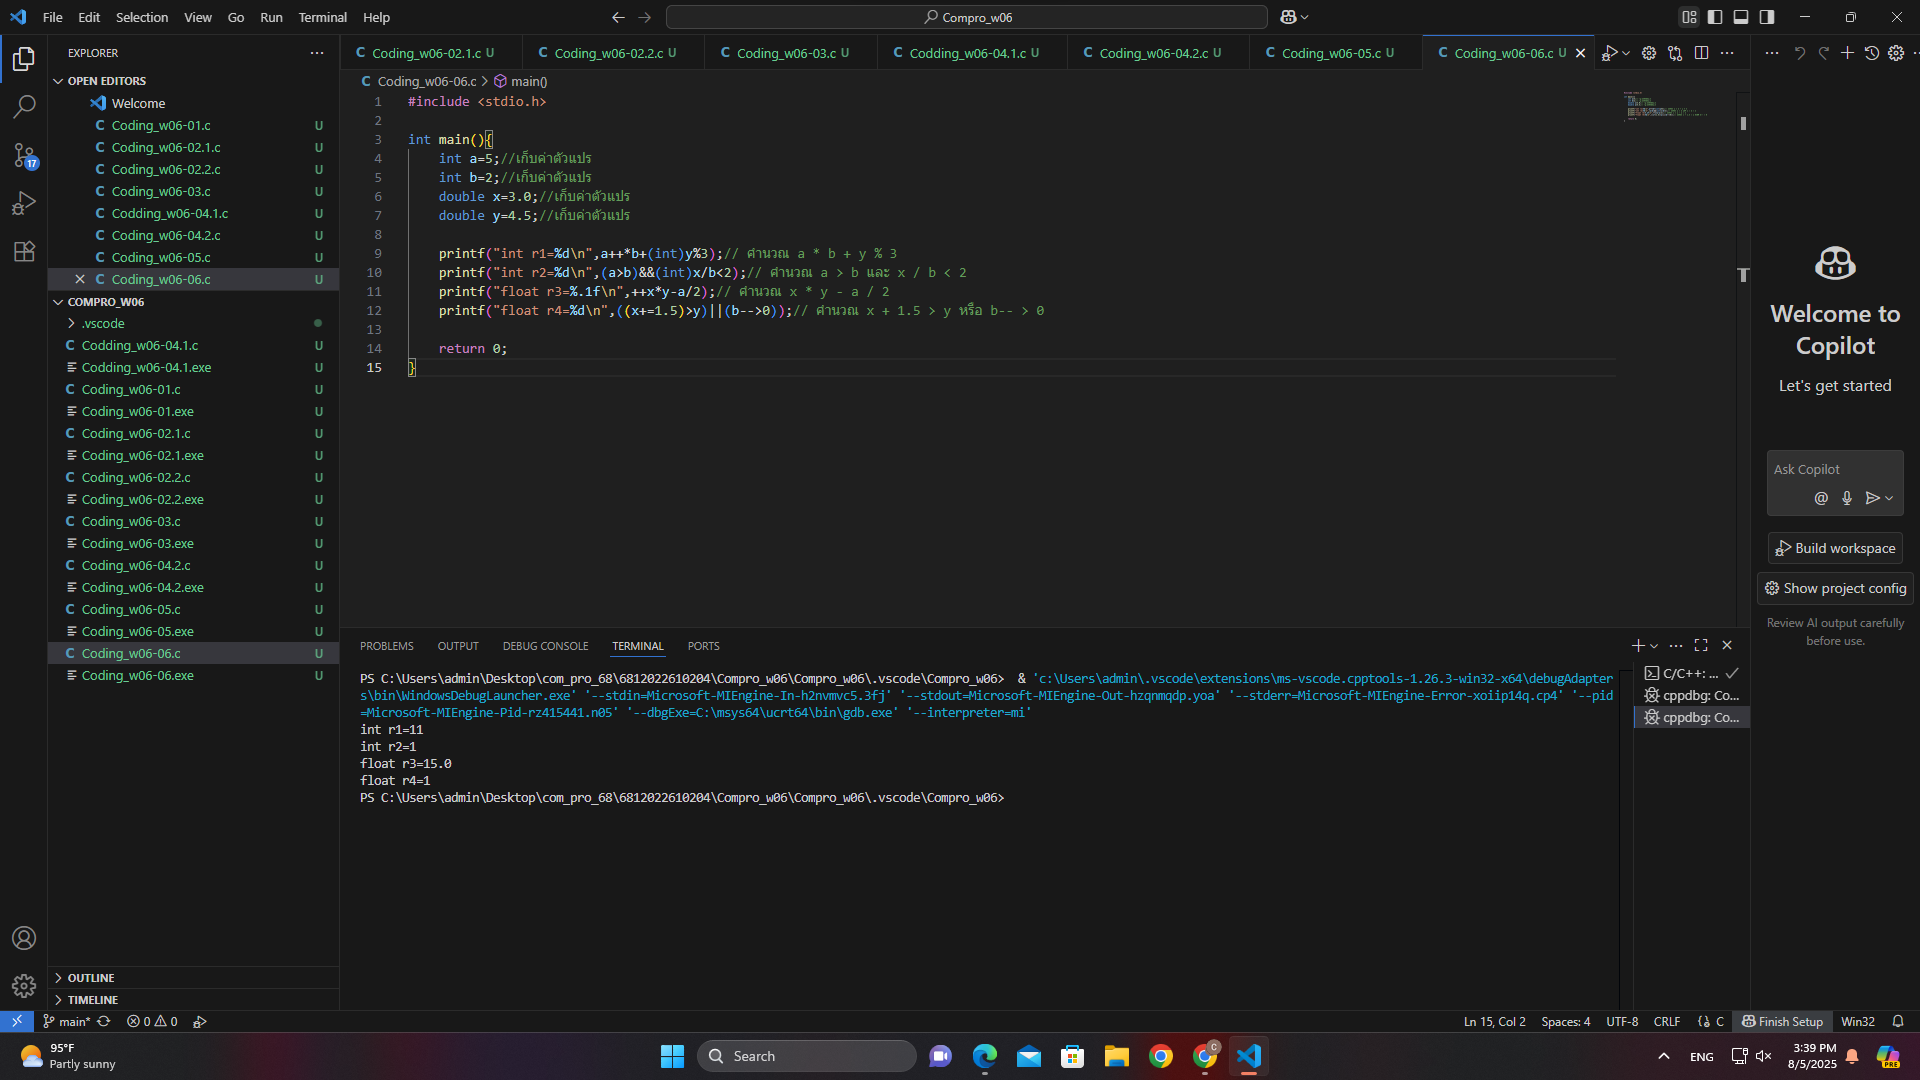 File Edit Selection View Go Run Terminal Help
Compro_w06
EXPLORER
OPEN EDITORS
Welcome
Coding_w06-01.c U
Coding_w06-02.1.c U
Coding_w06-02.2.c U
Coding_w06-03.c U
Codding_w06-04.1.c U
Coding_w06-04.2.c U
Coding_w06-05.c U
Coding_w06-06.c U
COMPRO_W06
.vscode
Codding_w06-04.1.c U
Codding_w06-04.1.exe U
Coding_w06-01.c U
Coding_w06-01.exe U
Coding_w06-02.1.c U
Coding_w06-02.1.exe U
Coding_w06-02.2.c U
Coding_w06-02.2.exe U
Coding_w06-03.c U
Coding_w06-03.exe U
Coding_w06-04.2.c U
Coding_w06-04.2.exe U
Coding_w06-05.c U
Coding_w06-05.exe U
Coding_w06-06.c U
Coding_w06-06.exe U
OUTLINE
TIMELINE
17
Coding_w06-02.1.c U Coding_w06-02.2.c U Coding_w06-03.c U Codding_w06-04.1.c U Coding_w06-04.2.c U Coding_w06-05.c U Coding_w06-06.c U
Coding_w06-06.c > main()
1 #include <stdio.h>
2
3 int main(){
4 int a=5;//เก็บค่าตัวแปร
5 int b=2;//เก็บค่าตัวแปร
6 double x=3.0;//เก็บค่าตัวแปร
7 double y=4.5;//เก็บค่าตัวแปร
8
9 printf("int r1=%d\n",a++*b+(int)y%3);// คำนวณ a * b + y % 3
10 printf("int r2=%d\n",(a>b)&&(int)x/b<2);// คำนวณ a > b และ x / b < 2
11 printf("float r3=%.1f\n",++x*y-a/2);// คำนวณ x * y - a / 2
12 printf("float r4=%d\n",((x+=1.5)>y)||(b-->0));// คำนวณ x + 1.5 > y หรือ b-- > 0
13
14 return 0;
15 }
PROBLEMS OUTPUT DEBUG CONSOLE TERMINAL PORTS
PS C:\Users\admin\Desktop\com_pro_68\6812022610204\Compro_w06\Compro_w06\.vscode\Compro_w06> & 'c:\Users\admin\.vscode\extensions\ms-vscode.cpptools-1.26.3-win32-x64\debugAdapter
s\bin\WindowsDebugLauncher.exe' '--stdin=Microsoft-MIEngine-In-h2nvmvc5.3fj' '--stdout=Microsoft-MIEngine-Out-hzqnmqdp.yoa' '--stderr=Microsoft-MIEngine-Error-xoiip14q.cp4' '--pid
=Microsoft-MIEngine-Pid-rz415441.n05' '--dbgExe=C:\msys64\ucrt64\bin\gdb.exe' '--interpreter=mi'
int r1=11
int r2=1
float r3=15.0
float r4=1
PS C:\Users\admin\Desktop\com_pro_68\6812022610204\Compro_w06\Compro_w06\.vscode\Compro_w06>
C/C++: ...
cppdbg: Co...
cppdbg: Co...
Welcome to
Copilot
Let's get started
Ask Copilot
Build workspace
Show project config
Review AI output carefully
before use.
main* 0 0
Ln 15, Col 2 Spaces: 4 UTF-8 CRLF C Finish Setup Win32
95°F
Partly sunny
Search
C
ENG
3:39 PM
8/5/2025
PRE